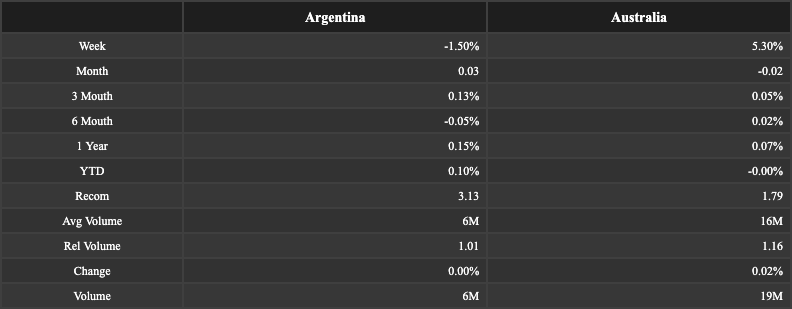 Argentina Australia
Week -1.50% 5.30%
Month 0.03 -0.02
3 Mouth 0.13% 0.05%
6 Mouth -0.05% 0.02%
1 Year 0.15% 0.07%
YTD 0.10% -0.00%
Recom 3.13 1.79
Avg Volume 6M 16M
Rel Volume 1.01 1.16
Change 0.00% 0.02%
Volume 6M 19M